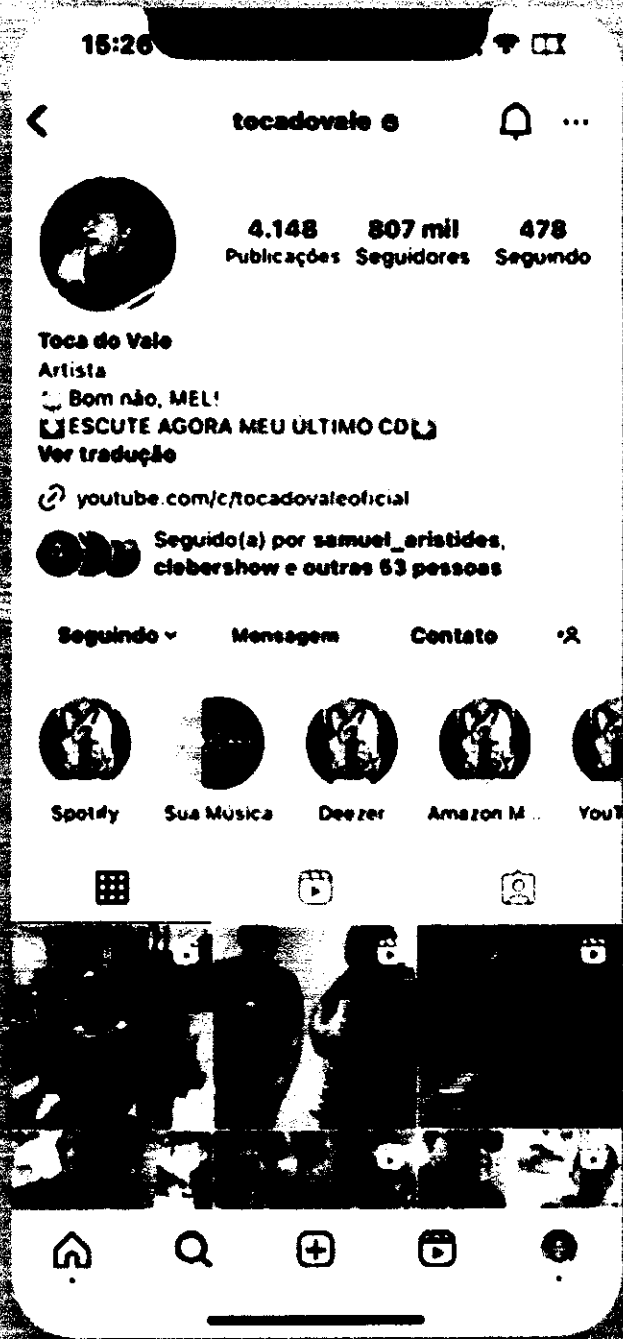 15:26
tocadovale
4.148 807 mil 478
Publicações Seguidores Seguindo
Toca do Vale
Artista
Bom não, MEL!
ESCUTE AGORA MEU ÚLTIMO CD
Ver tradução
youtube.com/c/tocadovaleoficial
Seguido(a) por samuel_aristides,
clebershow e outras 53 pessoas
Seguindo Mensagem Contato
Spotify Sua Música Deezer Amazon M... YouT